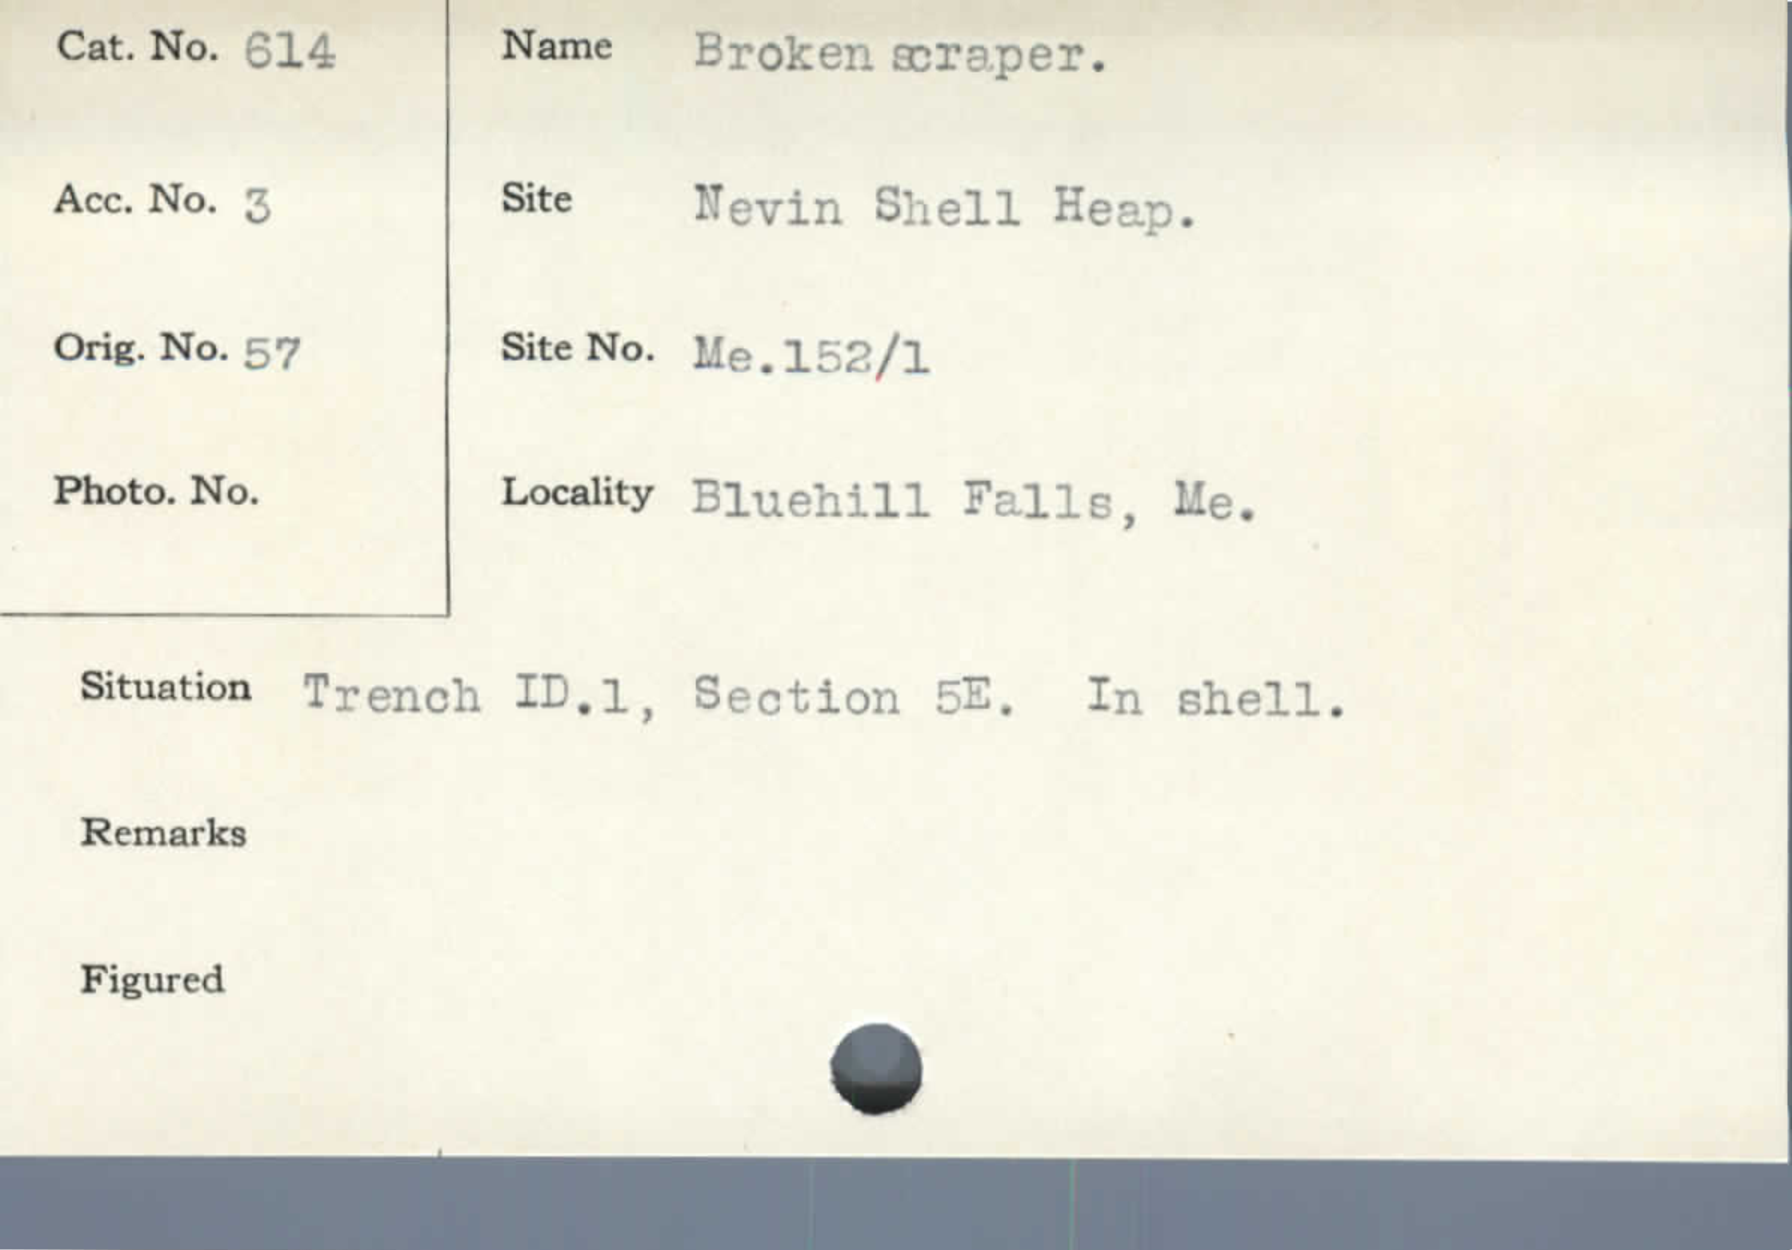 Cat. No. 614
Name Broken scraper.
Acc. No. 3
Site Nevin Shell Heap.
Orig. No. 57
Site No. Me.152/1
Photo. No.
Locality Bluehill Falls, Me.
Situation Trench ID.1, Section 5E. In shell.
Remarks
Figured